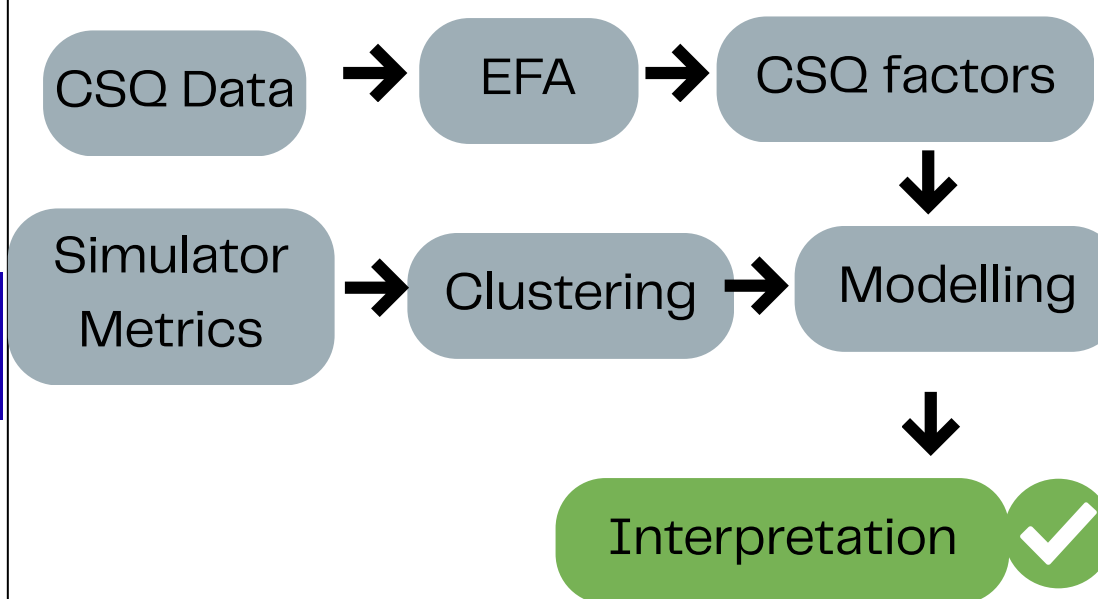 CSQ Data
EFA
CSQ factors
Simulator
Metrics
Clustering
Modelling
Interpretation